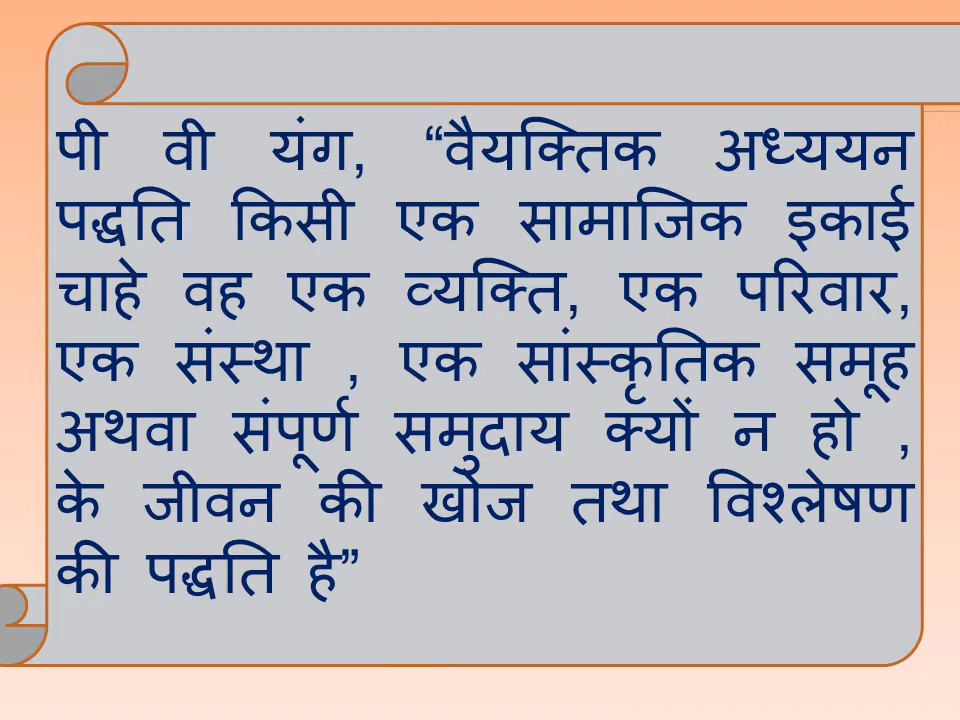 पी वी यंग, “वैयक्तिक अध्ययन
पद्धति किसी एक सामाजिक इकाई
चाहे वह एक व्यक्ति, एक परिवार,
एक संस्था , एक सांस्कृतिक समूह
अथवा संपूर्ण समुदाय क्यों न हो ,
के जीवन की खोज तथा विश्लेषण
की पद्धति है”